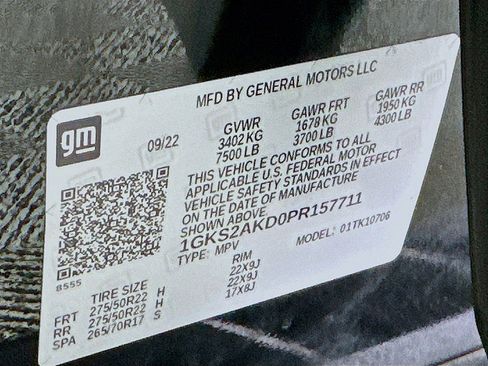 MFD BY GENERAL MOTORS LLC
gm
09/22
GVWR GAWR FRT GAWR RR
3402 KG 1678 KG 1950 KG
7500 LB 3700 LB 4300 LB
THIS VEHICLE CONFORMS TO ALL
APPLICABLE U.S. FEDERAL MOTOR
VEHICLE SAFETY STANDARDS IN EFFECT
ON THE DATE OF MANUFACTURE
SHOWN ABOVE.
1GKS2AKD0PR157711
TYPE: MPV MODEL: 01TK10706
8555
TIRE SIZE RIM
FRT 275/50R22 H 22X9J
RR 275/50R22 H 22X9J
SPA 265/70R17 S 17X8J